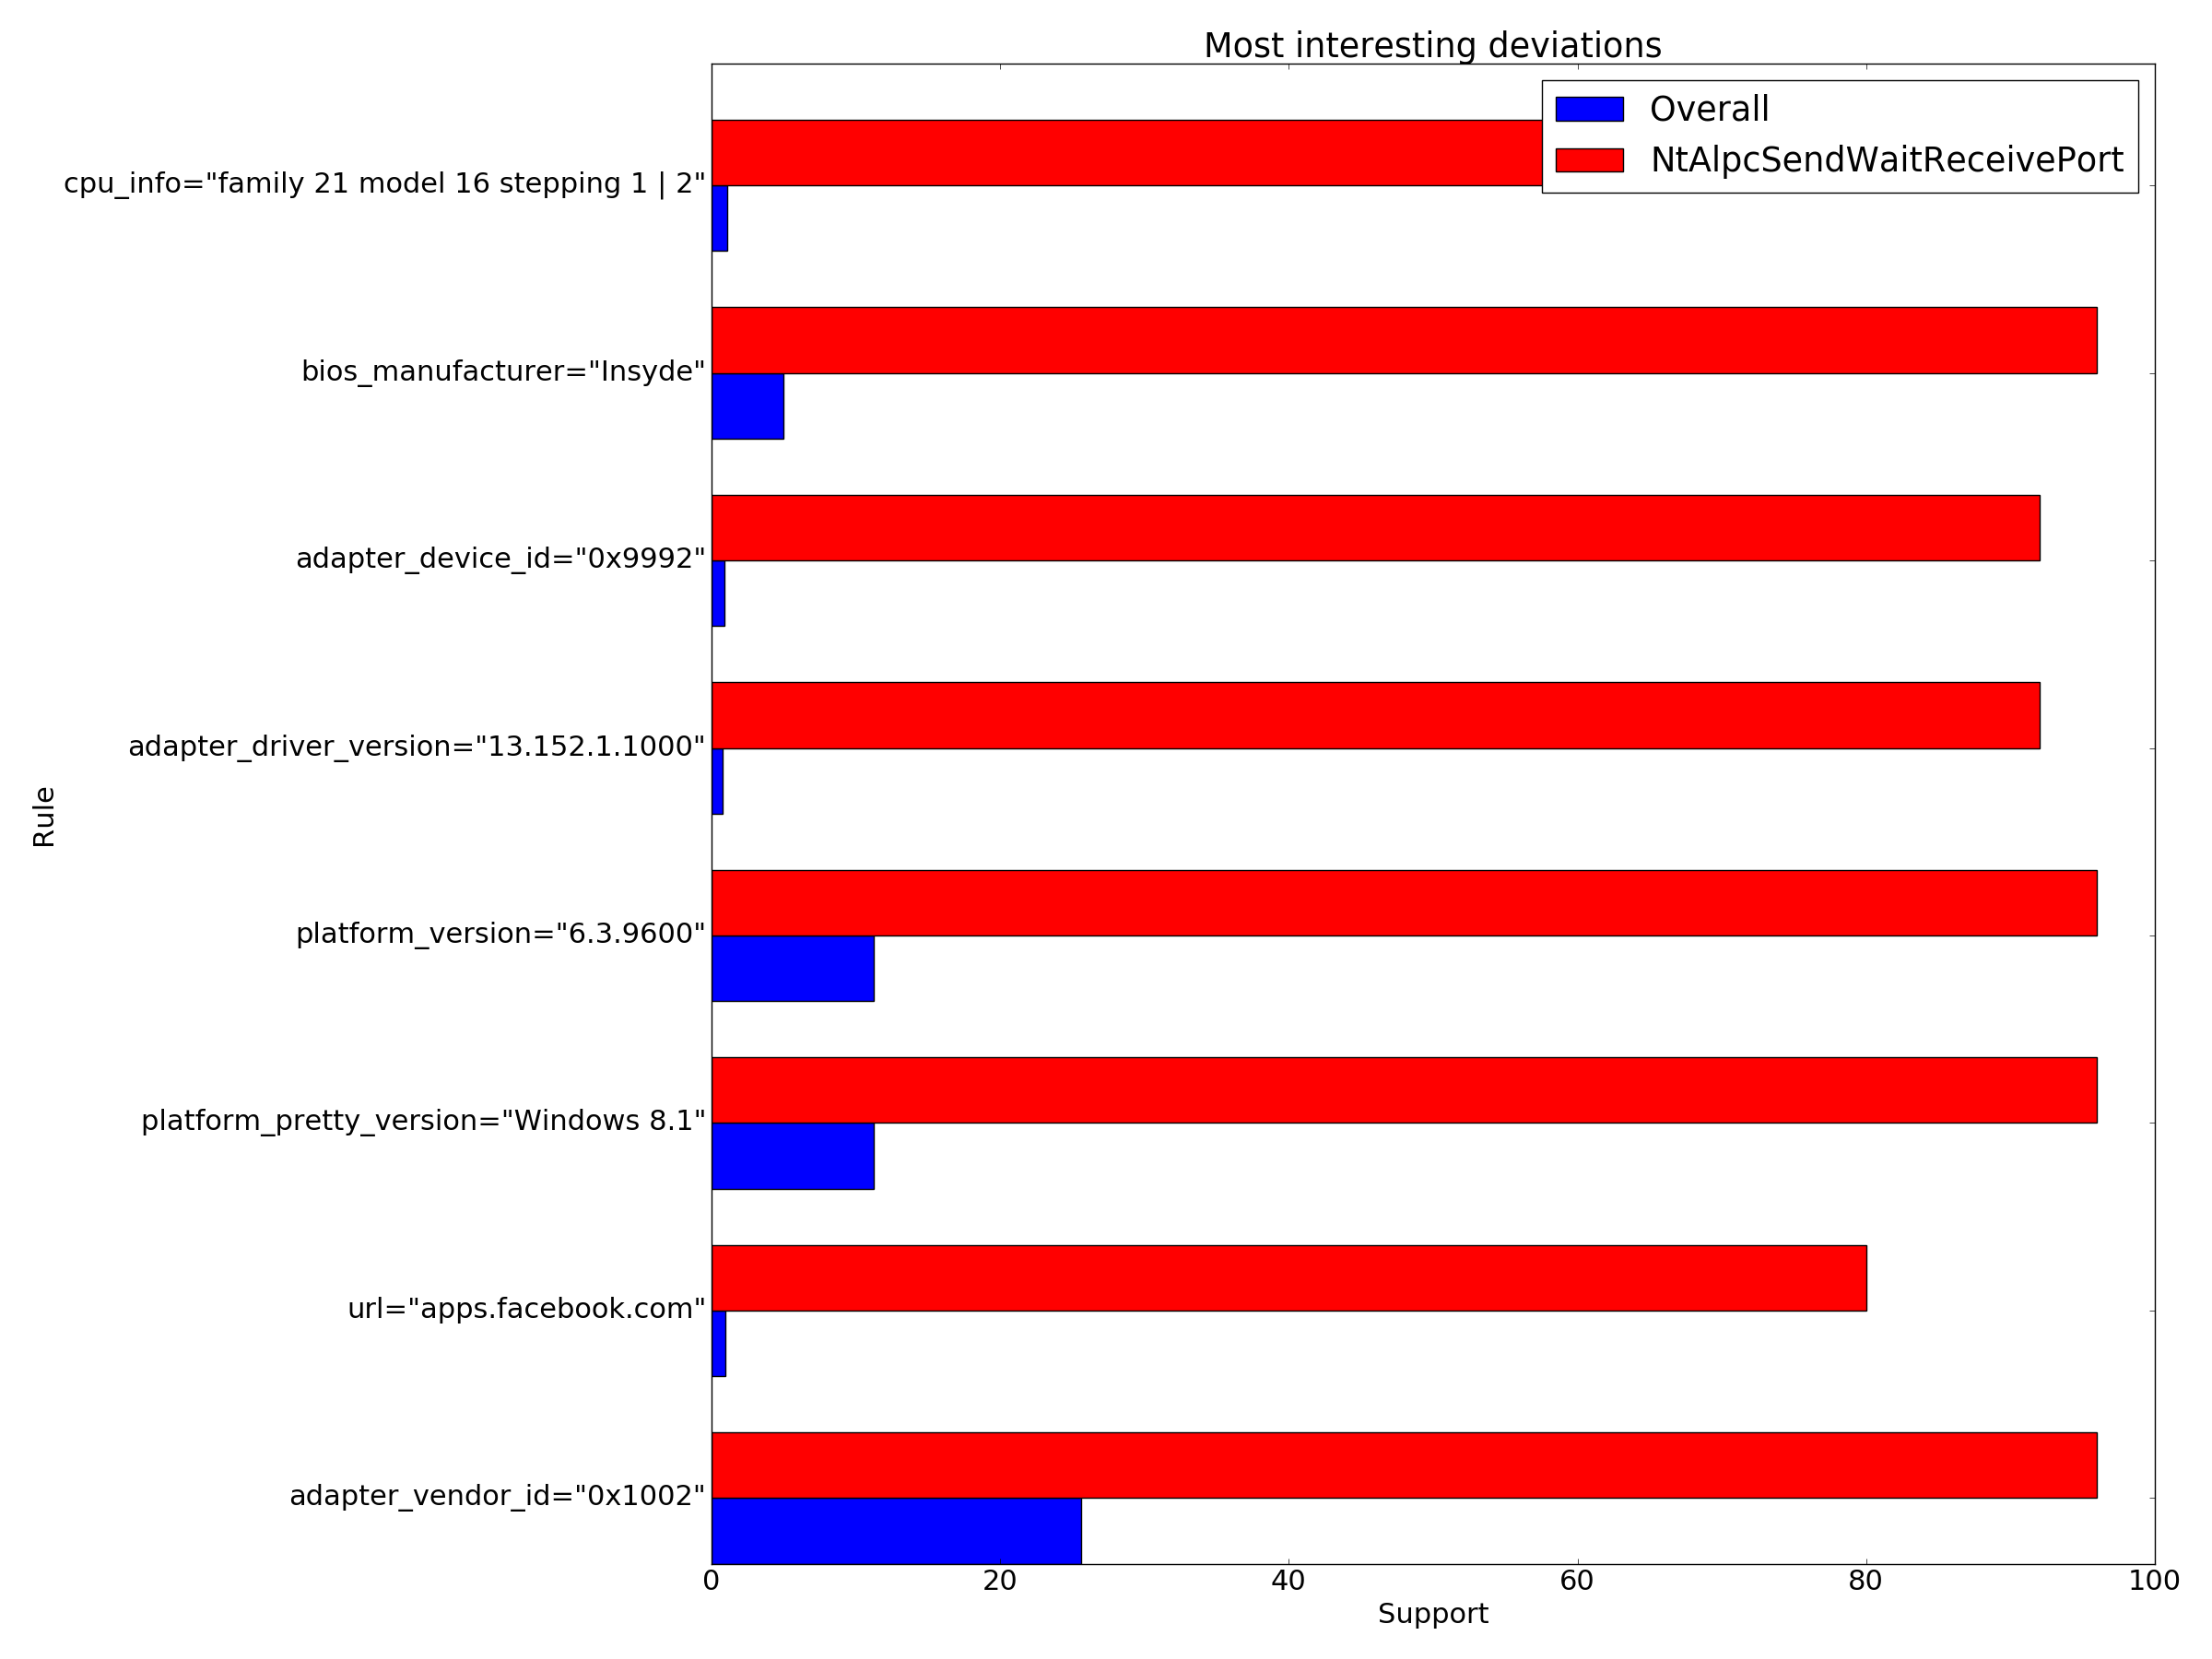 Most interesting deviations
Overall
NtAlpcSendWaitReceivePort
cpu_info="family 21 model 16 stepping 1 | 2"
bios_manufacturer="Insyde"
adapter_device_id="0x9992"
adapter_driver_version="13.152.1.1000"
Rule
platform_version="6.3.9600"
platform_pretty_version="Windows 8.1"
url="apps.facebook.com"
adapter_vendor_id="0x1002"
0 20 40 60 80 100
Support